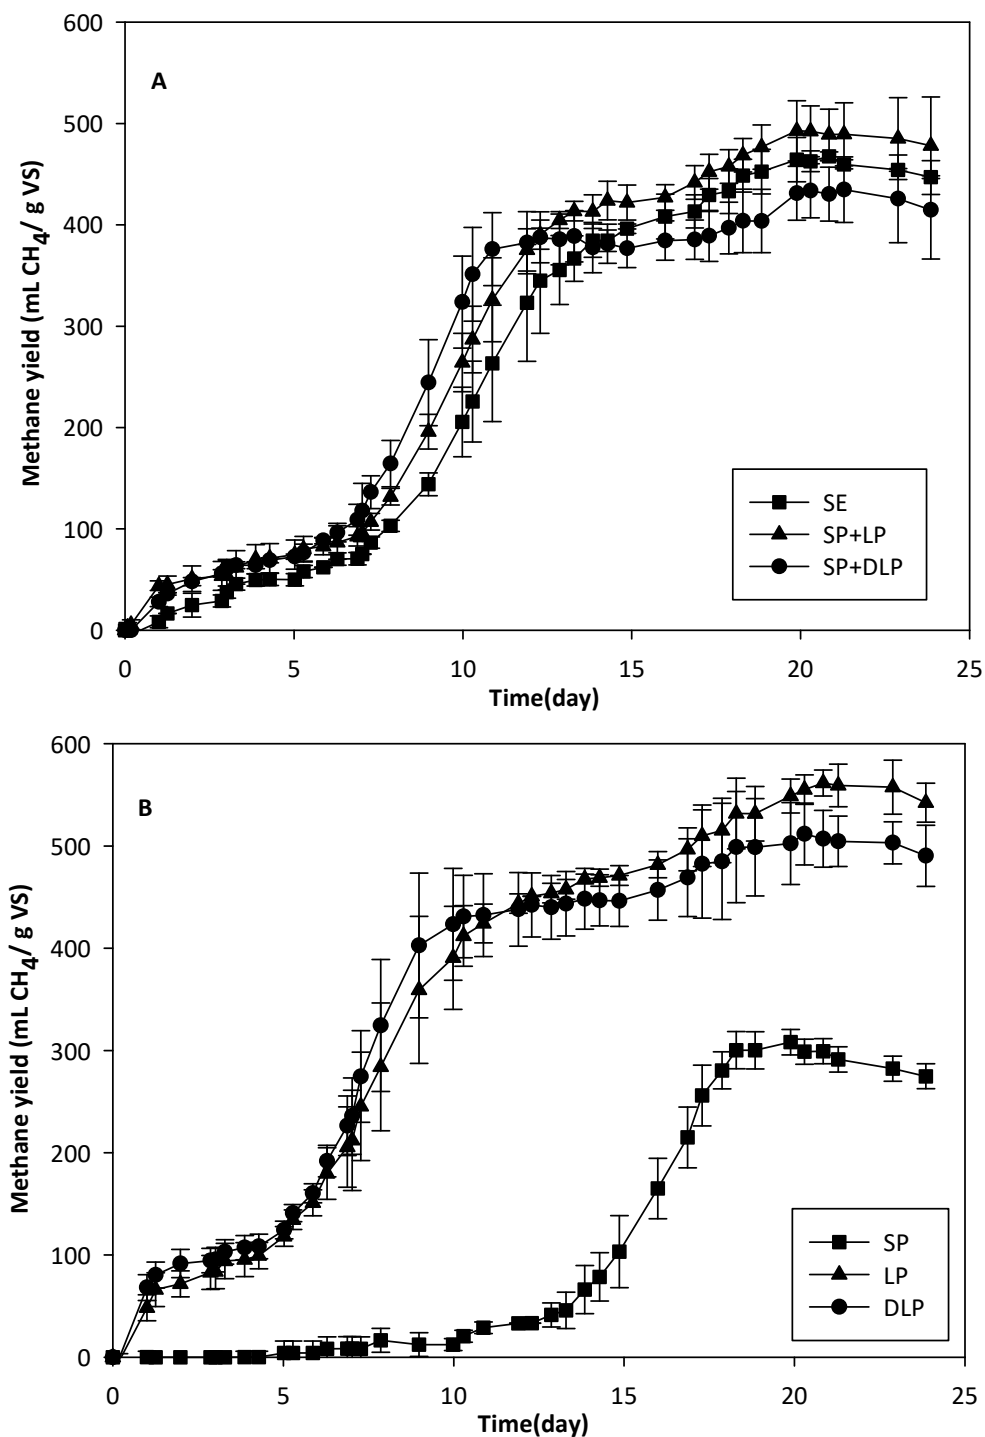 600
A
500
400
300
200
100
0
Methane yield (mL CH4/ g VS)
SE
SP+LP
SP+DLP
0 5 10 15 20 25
Time(day)
600
B
500
400
300
200
100
0
Methane yield (mL CH4/ g VS)
SP
LP
DLP
0 5 10 15 20 25
Time(day)